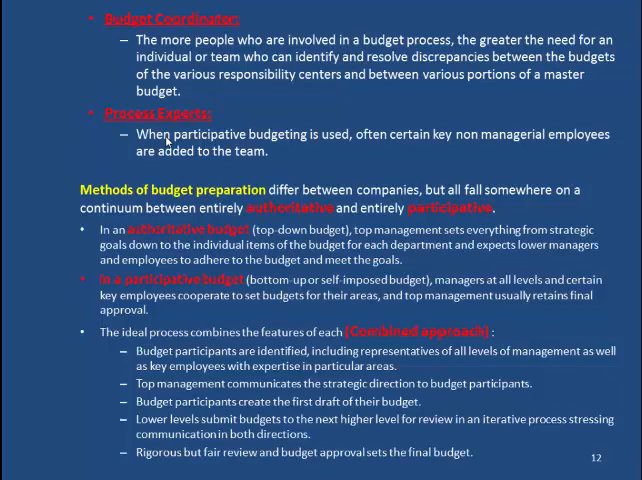 • Budget Coordinator:
– The more people who are involved in a budget process, the greater the need for an
individual or team who can identify and resolve discrepancies between the budgets
of the various responsibility centers and between various portions of a master
budget.
• Process Experts:
– When participative budgeting is used, often certain key non managerial employees
are added to the team.
Methods of budget preparation differ between companies, but all fall somewhere on a
continuum between entirely authoritative and entirely participative.
• In an authoritative budget (top-down budget), top management sets everything from strategic
goals down to the individual items of the budget for each department and expects lower managers
and employees to adhere to the budget and meet the goals.
• In a participative budget (bottom-up or self-imposed budget), managers at all levels and certain
key employees cooperate to set budgets for their areas, and top management usually retains final
approval.
• The ideal process combines the features of each (Combined approach) :
– Budget participants are identified, including representatives of all levels of management as well
as key employees with expertise in particular areas.
– Top management communicates the strategic direction to budget participants.
– Budget participants create the first draft of their budget.
– Lower levels submit budgets to the next higher level for review in an iterative process stressing
communication in both directions.
– Rigorous but fair review and budget approval sets the final budget.
12